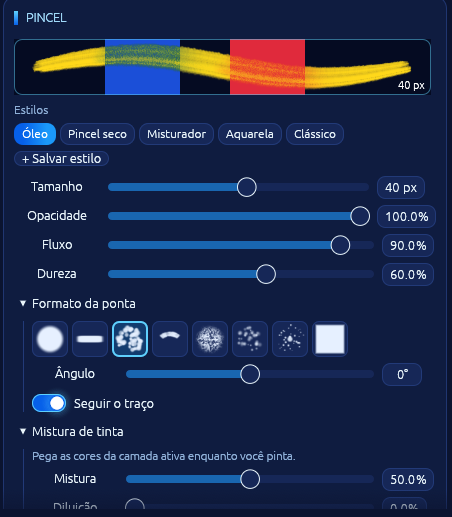 PINCEL
40 px
Estilos
Óleo Pincel seco Misturador Aquarela Clássico
+ Salvar estilo
Tamanho 40 px
Opacidade 100.0%
Fluxo 90.0%
Dureza 60.0%
▼ Formato da ponta
Ângulo 0°
Seguir o traço
▼ Mistura de tinta
Pega as cores da camada ativa enquanto você pinta.
Mistura 50.0%
Diluição 0.0%